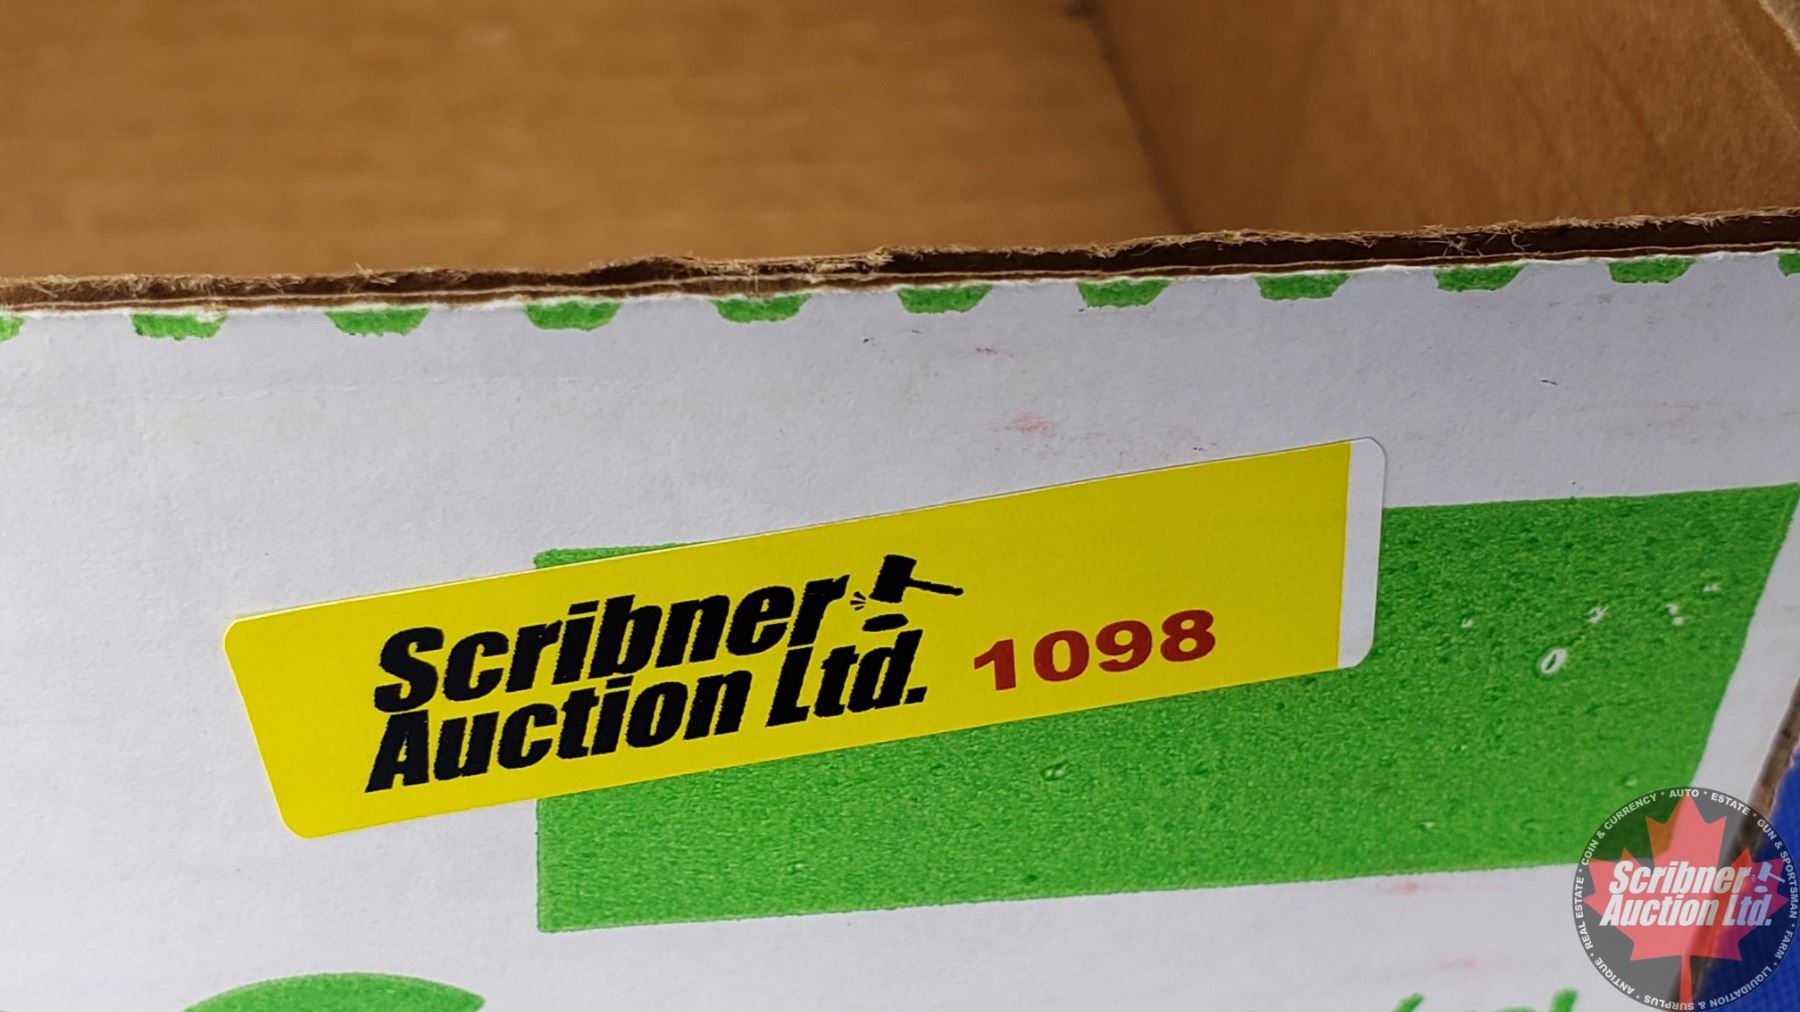 Scribner
Auction Ltd.
1098
Scribner
Auction Ltd.
ANTIQUE * REAL ESTATE * COIN & CURRENCY * AUTO * ESTATE * GUN & SPORTSMAN * FARM * LIQUIDATION & SURPLUS *